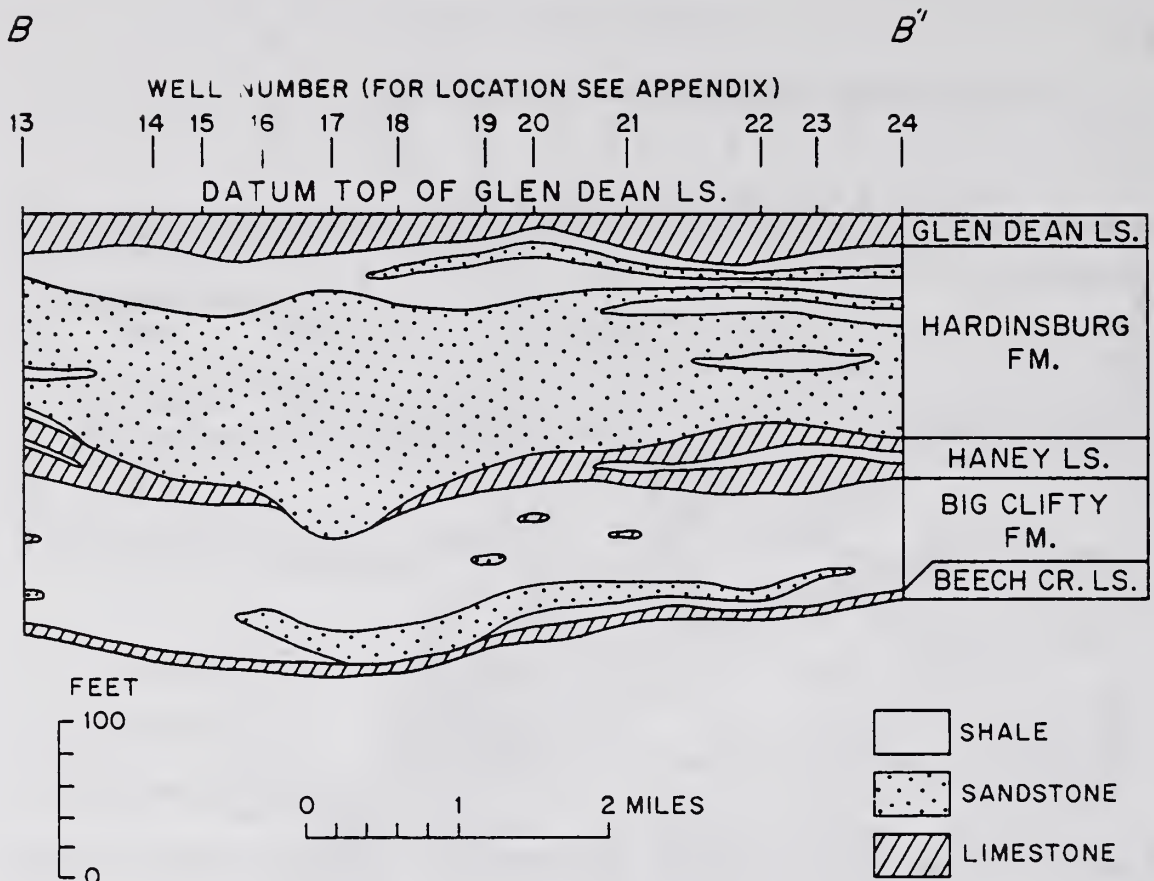 B B"
WELL NUMBER (FOR LOCATION SEE APPENDIX)
13 14 15 16 17 18 19 20 21 22 23 24
DATUM TOP OF GLEN DEAN LS.
GLEN DEAN LS.
HARDINSBURG
FM.
HANEY LS.
BIG CLIFTY
FM.
BEECH CR. LS.
FEET
100
0
0 1 2 MILES
SHALE
SANDSTONE
LIMESTONE